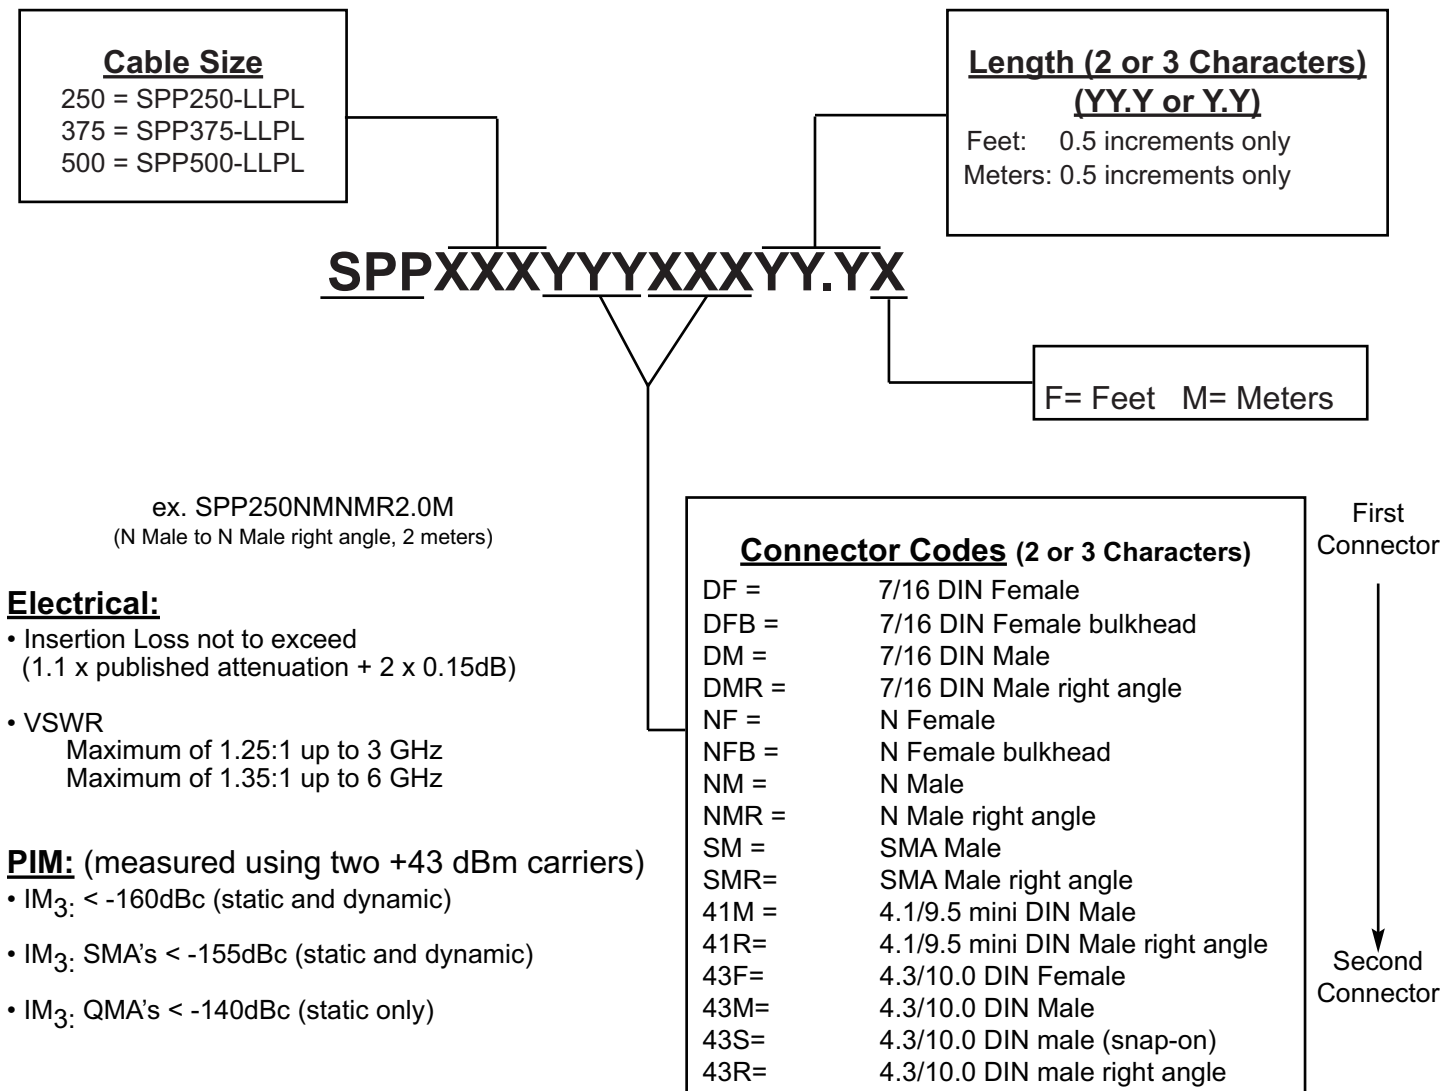 Cable Size
250 = SPP250-LLPL
375 = SPP375-LLPL
500 = SPP500-LLPL
Length (2 or 3 Characters)
(YY.Y or Y.Y)
Feet: 0.5 increments only
Meters: 0.5 increments only
SPPXXXYYYXXXYY.YX
F= Feet M= Meters
ex. SPP250NMNMR2.0M
(N Male to N Male right angle, 2 meters)
Electrical:
• Insertion Loss not to exceed
(1.1 x published attenuation + 2 x 0.15dB)
• VSWR
Maximum of 1.25:1 up to 3 GHz
Maximum of 1.35:1 up to 6 GHz
PIM: (measured using two +43 dBm carriers)
• IM3: < -160dBc (static and dynamic)
• IM3: SMA's < -155dBc (static and dynamic)
• IM3: QMA's < -140dBc (static only)
Connector Codes (2 or 3 Characters)
DF = 7/16 DIN Female
DFB = 7/16 DIN Female bulkhead
DM = 7/16 DIN Male
DMR = 7/16 DIN Male right angle
NF = N Female
NFB = N Female bulkhead
NM = N Male
NMR = N Male right angle
SM = SMA Male
SMR= SMA Male right angle
41M = 4.1/9.5 mini DIN Male
41R= 4.1/9.5 mini DIN Male right angle
43F= 4.3/10.0 DIN Female
43M= 4.3/10.0 DIN Male
43S= 4.3/10.0 DIN male (snap-on)
43R= 4.3/10.0 DIN male right angle
First
Connector
Second
Connector